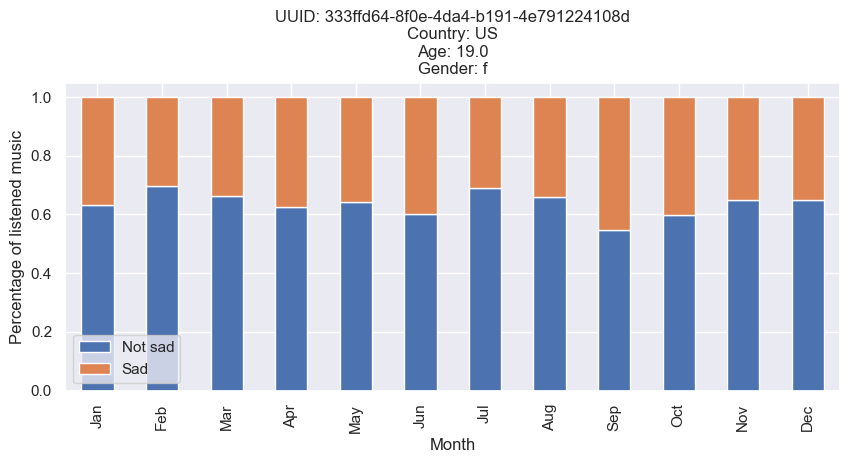 UUID: 333ffd64-8f0e-4da4-b191-4e791224108d
Country: US
Age: 19.0
Gender: f
Percentage of listened music
1.0
0.8
0.6
0.4
0.2
0.0
Not sad
Sad
Jan
Feb
Mar
Apr
May
Jun
Jul
Aug
Sep
Oct
Nov
Dec
Month